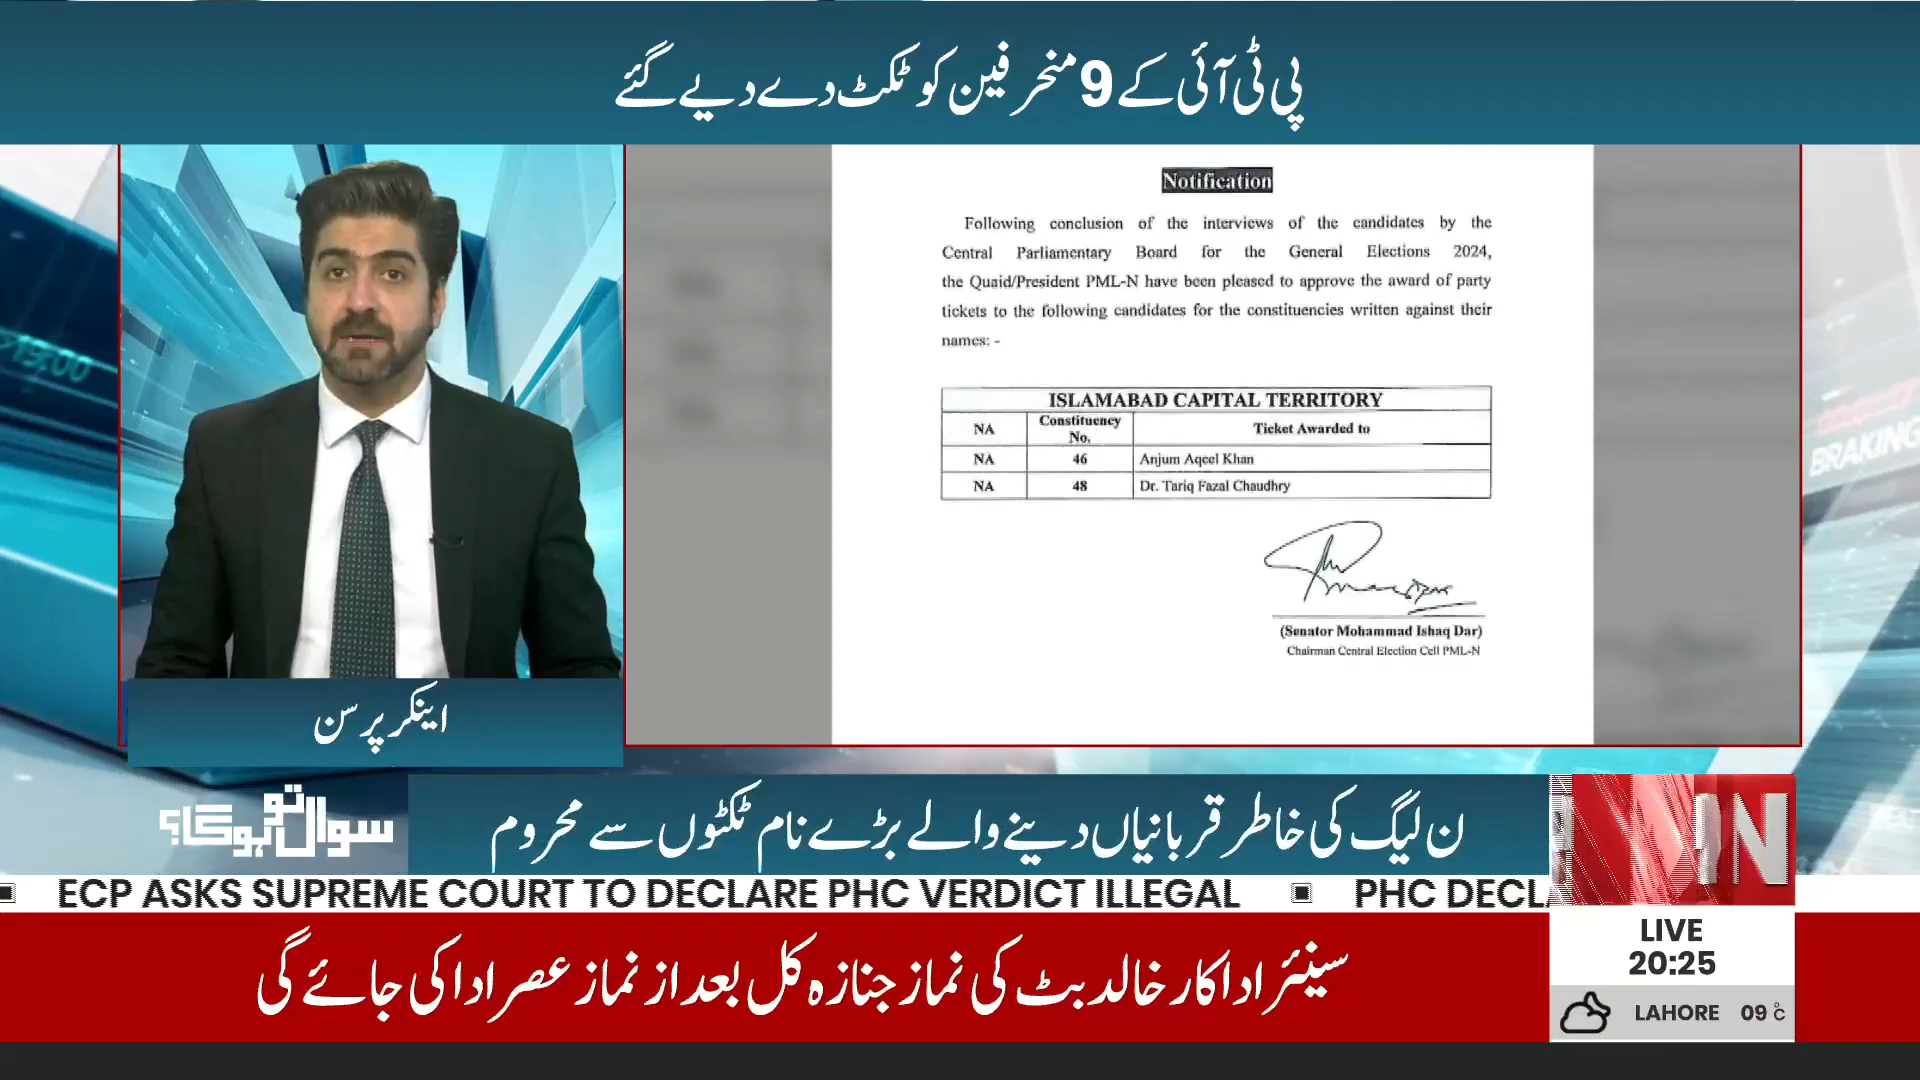 پی ٹی آئی کے 9 منحرفین کو ٹکٹ دے دیے گئے
Notification
Following conclusion of the interviews of the candidates by the
Central Parliamentary Board for the General Elections 2024,
the Quaid/President PML-N have been pleased to approve the award of party
tickets to the following candidates for the constituencies written against their
names: -
ISLAMABAD CAPITAL TERRITORY
NA Constituency No. Ticket Awarded to
NA 46 Anjum Aqeel Khan
NA 48 Dr. Tariq Fazal Chaudhry
(Senator Mohammad Ishaq Dar)
Chairman Central Election Cell PML-N
19:00
BRAKING
اینکر پرسن
سوال تو ہوگا؟
ن لیگ کی خاطر قربانیاں دینے والے بڑے نام ٹکٹوں سے محروم
N
ECP ASKS SUPREME COURT TO DECLARE PHC VERDICT ILLEGAL
PHC DECL
LIVE
20:25
سینئر اداکار خالد بٹ کی نماز جنازہ کل بعد از نماز عصر ادا کی جائے گی
LAHORE 09°C